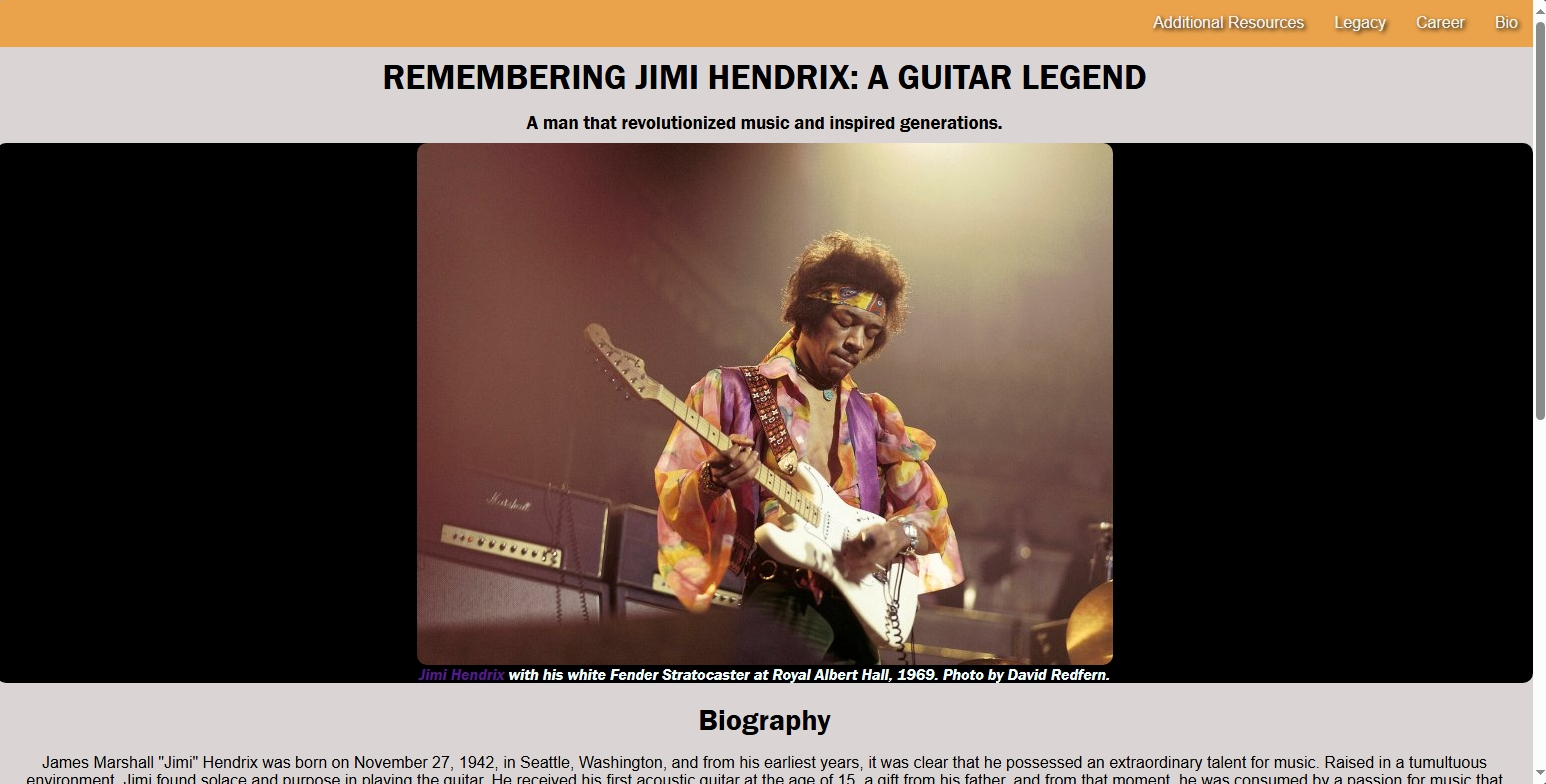 Additional Resources Legacy Career Bio
REMEMBERING JIMI HENDRIX: A GUITAR LEGEND
A man that revolutionized music and inspired generations.
Marshall
Jimi Hendrix with his white Fender Stratocaster at Royal Albert Hall, 1969. Photo by David Redfern.
Biography
James Marshall "Jimi" Hendrix was born on November 27, 1942, in Seattle, Washington, and from his earliest years, it was clear that he possessed an extraordinary talent for music. Raised in a tumultuous
environment, Jimi found solace and purpose in playing the guitar. He received his first acoustic guitar at the age of 15, a gift from his father, and from that moment, he was consumed by a passion for music that